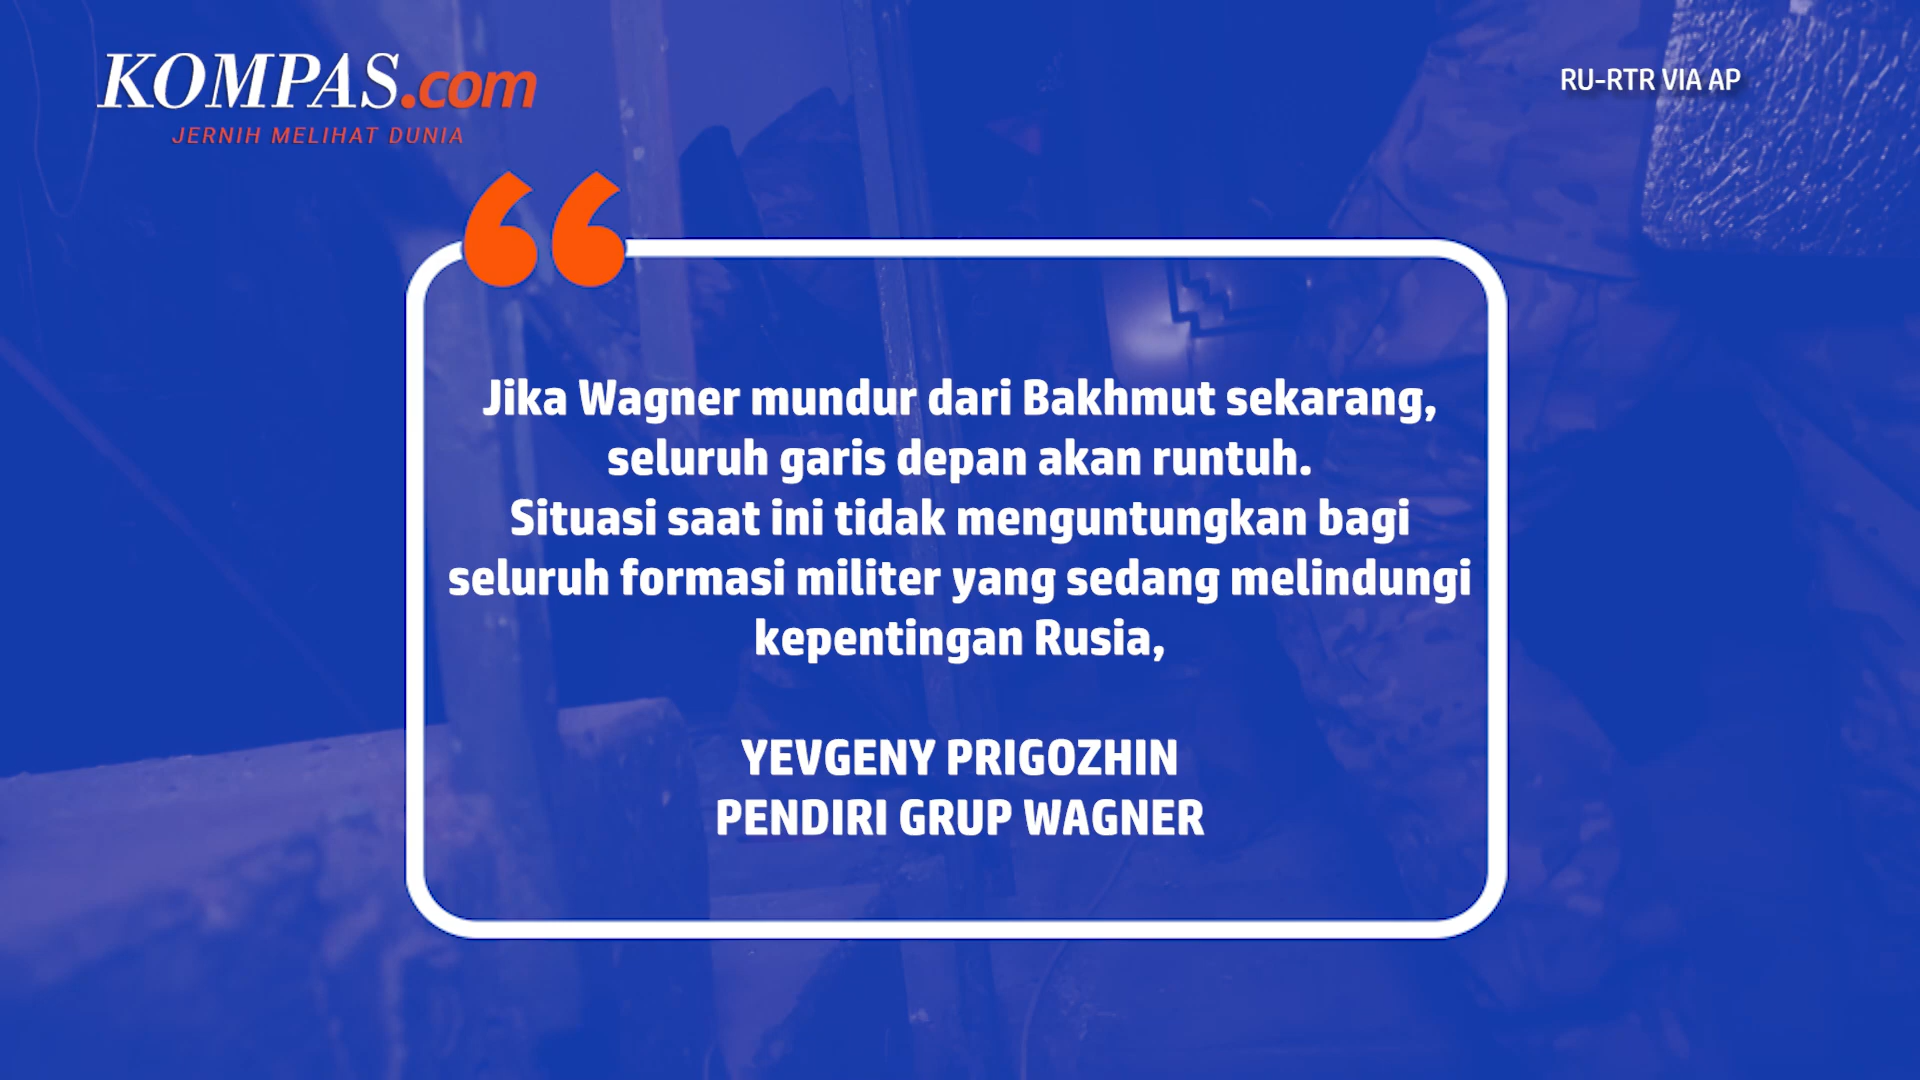 KOMPAS.com
JERNIH MELIHAT DUNIA
RU-RTR VIA AP
Jika Wagner mundur dari Bakhmut sekarang,
seluruh garis depan akan runtuh.
Situasi saat ini tidak menguntungkan bagi
seluruh formasi militer yang sedang melindungi
kepentingan Rusia,
YEVGENY PRIGOZHIN
PENDIRI GRUP WAGNER